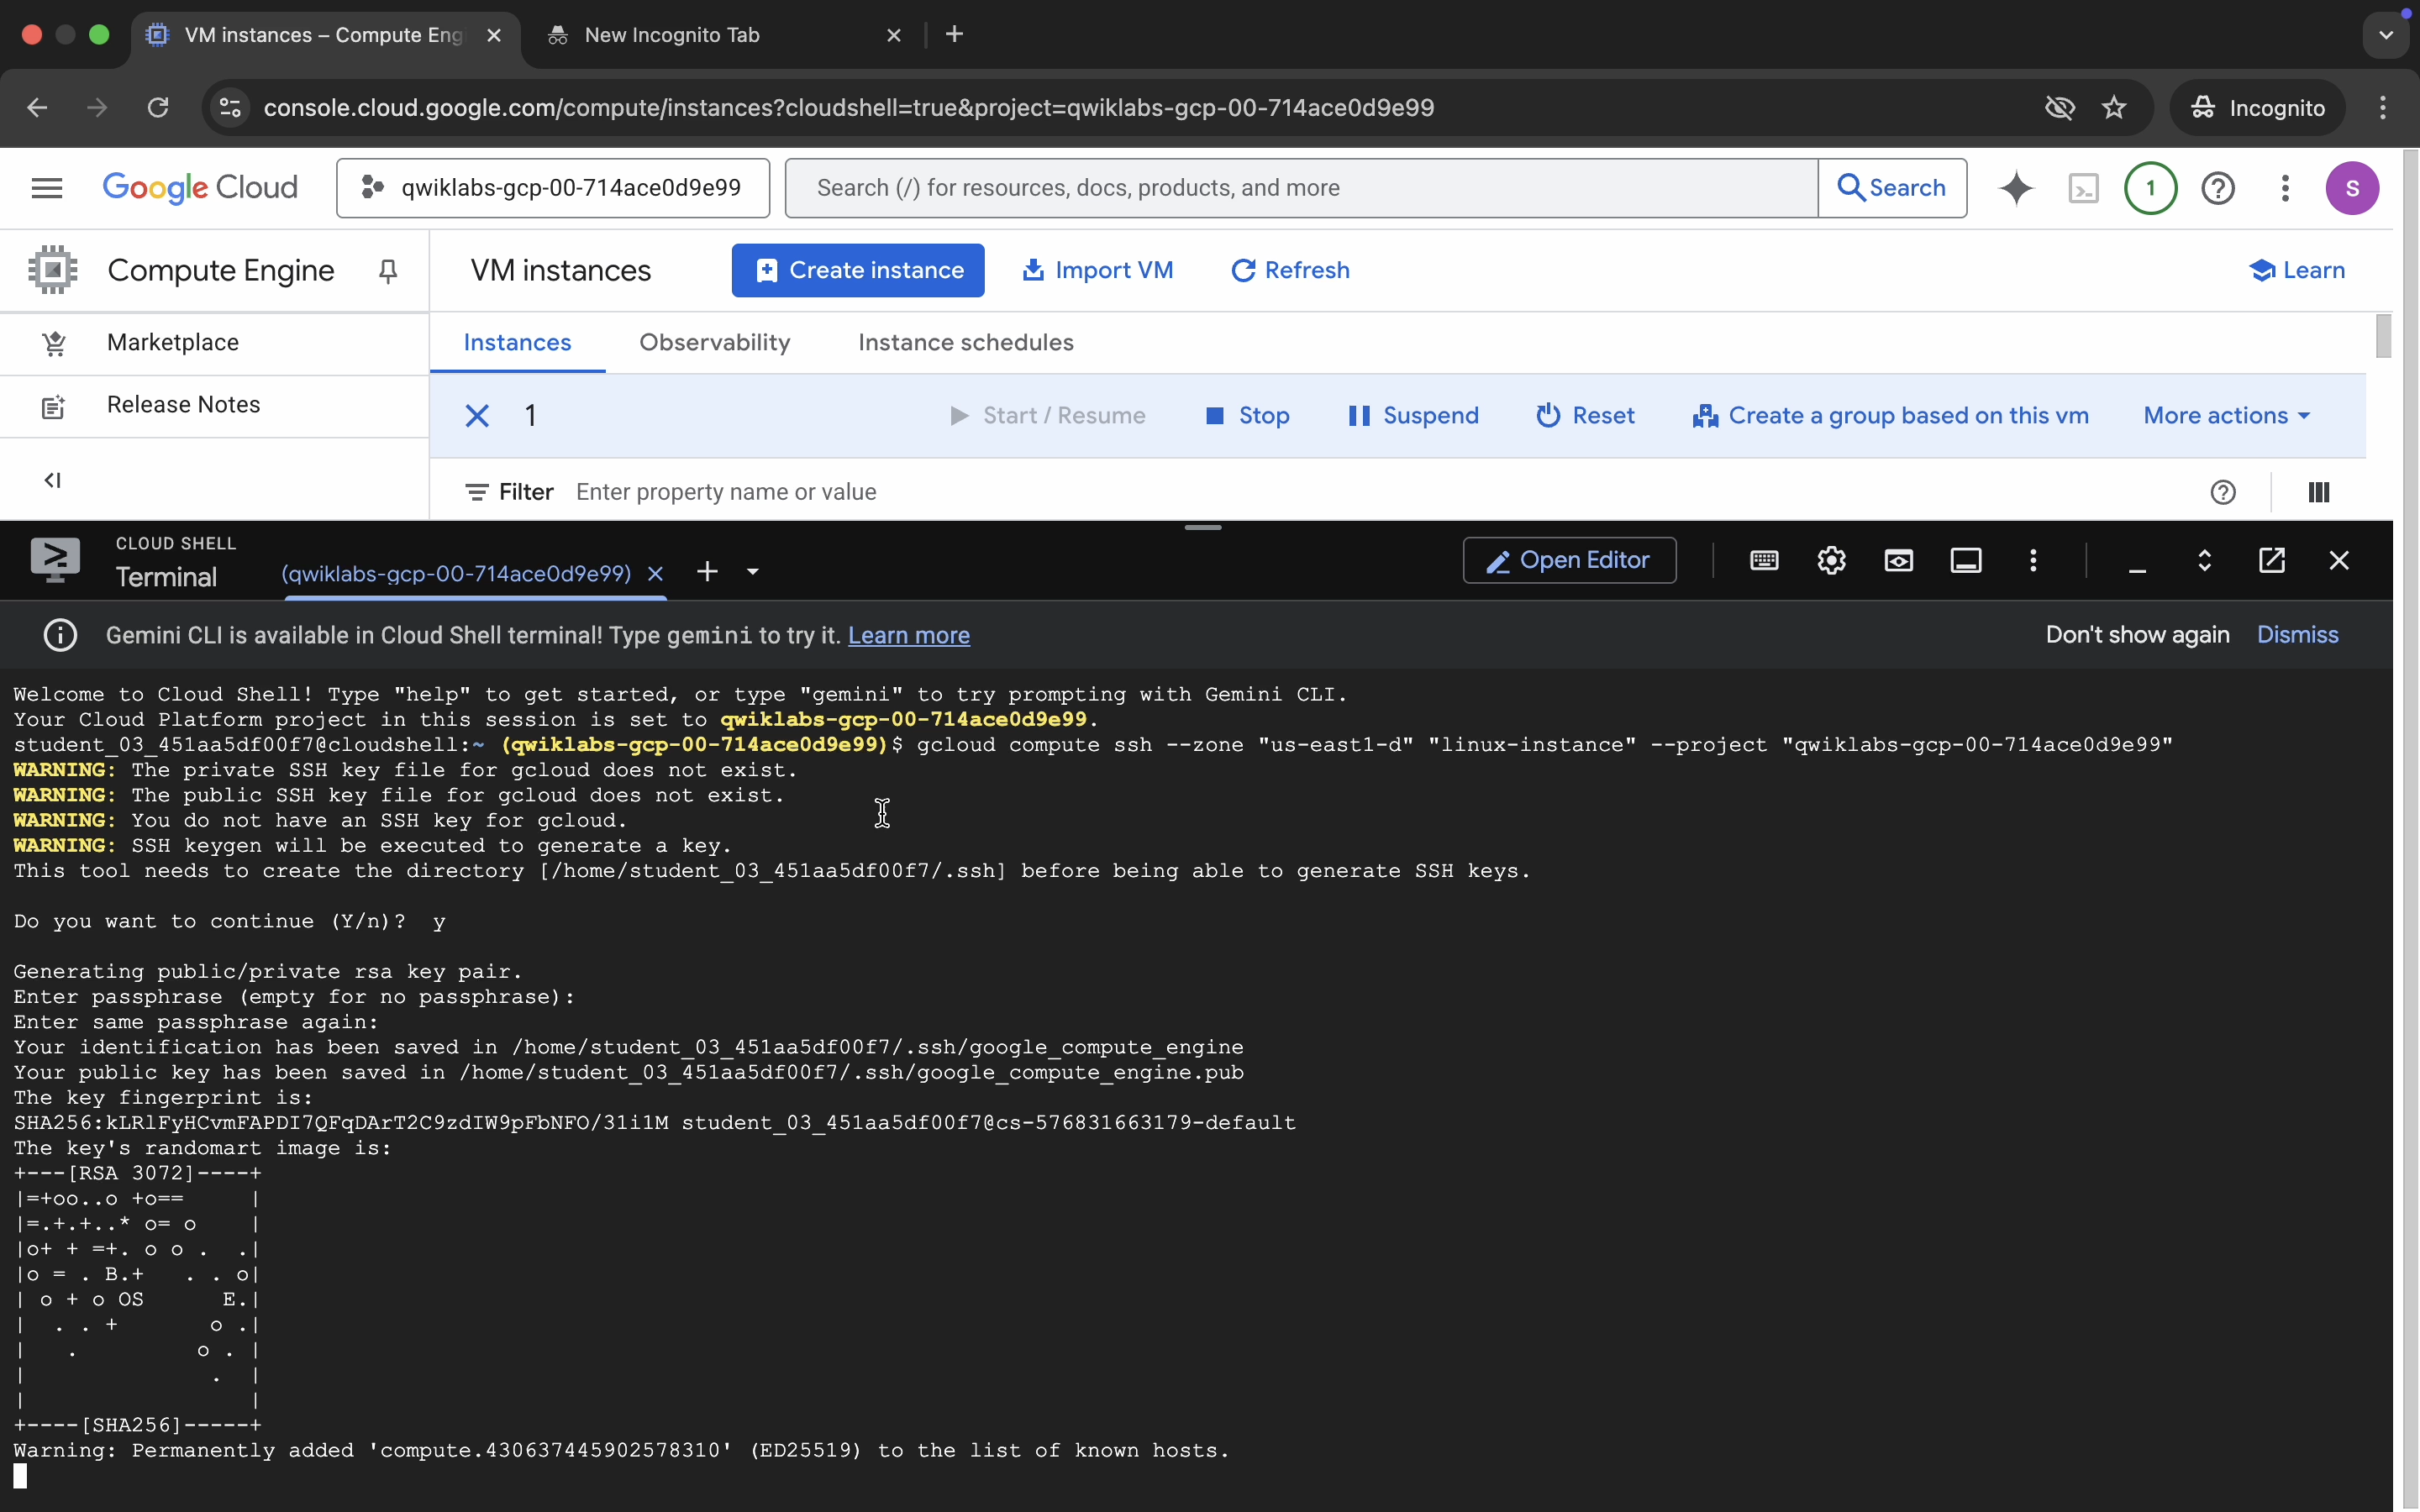 VM instances – Compute Eng
New Incognito Tab
console.cloud.google.com/compute/instances?cloudshell=true&project=qwiklabs-gcp-00-714ace0d9e99
Incognito
Google Cloud
qwiklabs-gcp-00-714ace0d9e99
Search (/) for resources, docs, products, and more
Search
1
S
Compute Engine
VM instances
Create instance
Import VM
Refresh
Learn
Marketplace
Release Notes
Instances
Observability
Instance schedules
1
Start / Resume
Stop
Suspend
Reset
Create a group based on this vm
More actions
Filter
Enter property name or value
CLOUD SHELL
Terminal
(qwiklabs-gcp-00-714ace0d9e99)
Open Editor
Gemini CLI is available in Cloud Shell terminal! Type gemini to try it. Learn more
Don't show again
Dismiss
Welcome to Cloud Shell! Type "help" to get started, or type "gemini" to try prompting with Gemini CLI.
Your Cloud Platform project in this session is set to qwiklabs-gcp-00-714ace0d9e99.
student_03_451aa5df00f7@cloudshell:~ (qwiklabs-gcp-00-714ace0d9e99)$ gcloud compute ssh --zone "us-east1-d" "linux-instance" --project "qwiklabs-gcp-00-714ace0d9e99"
WARNING: The private SSH key file for gcloud does not exist.
WARNING: The public SSH key file for gcloud does not exist.
WARNING: You do not have an SSH key for gcloud.
WARNING: SSH keygen will be executed to generate a key.
This tool needs to create the directory [/home/student_03_451aa5df00f7/.ssh] before being able to generate SSH keys.
Do you want to continue (Y/n)?  y
Generating public/private rsa key pair.
Enter passphrase (empty for no passphrase):
Enter same passphrase again:
Your identification has been saved in /home/student_03_451aa5df00f7/.ssh/google_compute_engine
Your public key has been saved in /home/student_03_451aa5df00f7/.ssh/google_compute_engine.pub
The key fingerprint is:
SHA256:kLRlFyHCvmFAPDI7QFqDArT2C9zdIW9pFbNFO/31i1M student_03_451aa5df00f7@cs-576831663179-default
The key's randomart image is:
+---[RSA 3072]----+
|=+oo..o +o==     |
|=.+.+..* o= o    |
|o+ + =+. o o .  .|
|o = . B.+   . . o|
| o + o OS      E.|
|  . . +       o .|
|   .         o . |
|              .  |
|                 |
+----[SHA256]-----+
Warning: Permanently added 'compute.430637445902578310' (ED25519) to the list of known hosts.